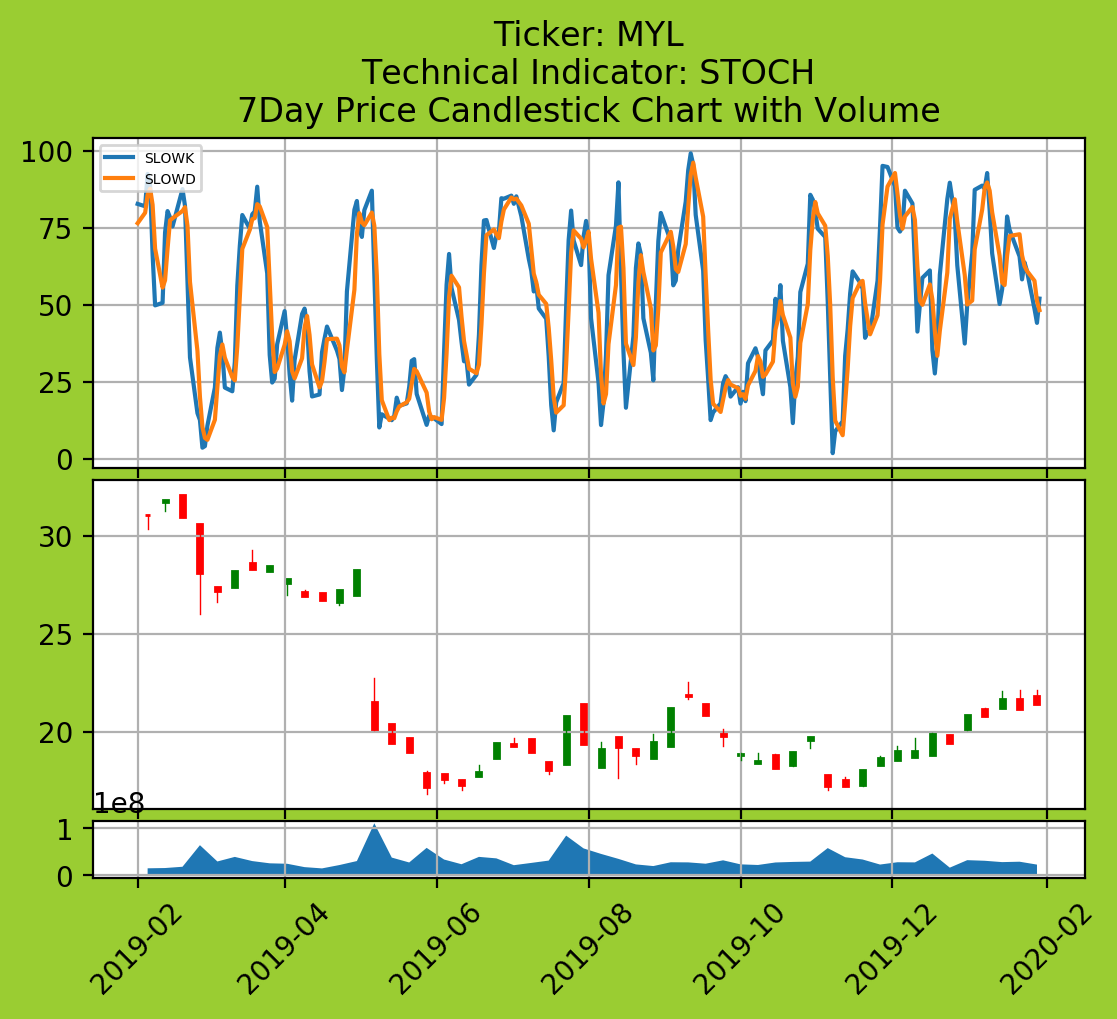 Ticker: MYL
Technical Indicator: STOCH
7Day Price Candlestick Chart with Volume
100
SLOWK
SLOWD
75
50
25
0
30
25
20
1e8
1
0
2019-02
2019-04
2019-06
2019-08
2019-10
2019-12
2020-02